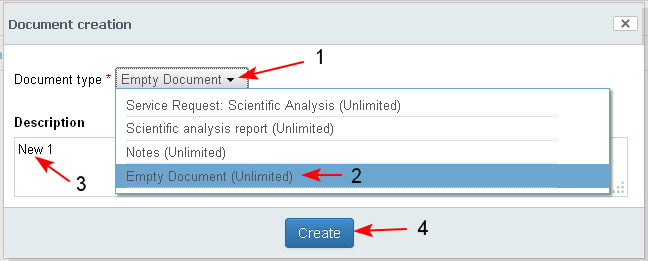 Document creation
1
Document type * Empty Document
Service Request: Scientific Analysis (Unlimited)
Scientific analysis report (Unlimited)
Description
Notes (Unlimited)
New 1
Empty Document (Unlimited) 2
3
Create 4